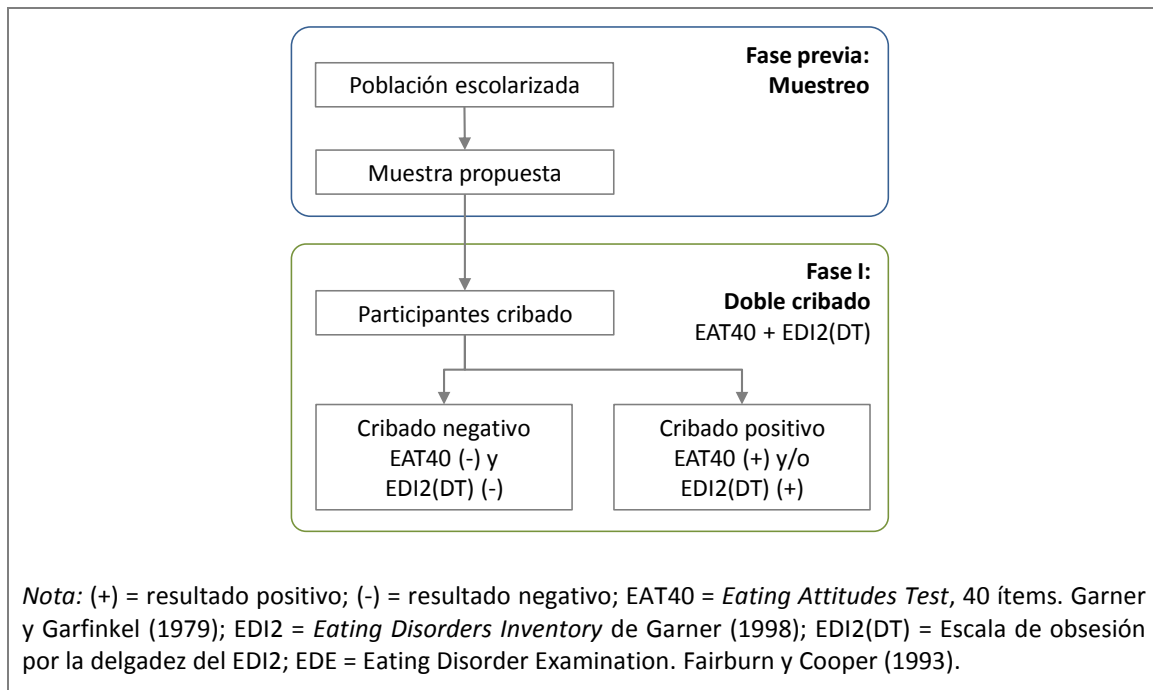 Fase previa:
Muestreo
Población escolarizada
Muestra propuesta
Fase I:
Doble cribado
EAT40 + EDI2(DT)
Participantes cribado
Cribado negativo
EAT40 (-) y
EDI2(DT) (-)
Cribado positivo
EAT40 (+) y/o
EDI2(DT) (+)
Nota: (+) = resultado positivo; (-) = resultado negativo; EAT40 = Eating Attitudes Test, 40 ítems. Garner
y Garfinkel (1979); EDI2 = Eating Disorders Inventory de Garner (1998); EDI2(DT) = Escala de obsesión
por la delgadez del EDI2; EDE = Eating Disorder Examination. Fairburn y Cooper (1993).